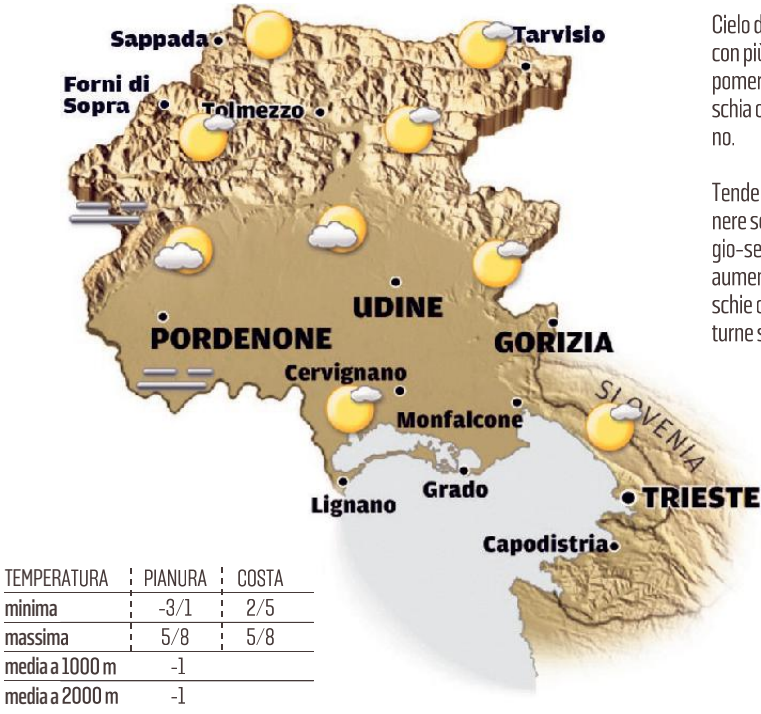 Sappada
Tarvisio
Forni di
Sopra
Tolmezzo
UDINE
PORDENONE
GORIZIA
Cervignano
Monfalcone
SLOVENIA
Grado
Lignano
TRIESTE
Capodistria
Cielo d
con più
pomer
schia d
no.
Tende
nere se
gio-se
aumen
schie d
turne s
TEMPERATURA PIANURA COSTA
minima -3/1 2/5
massima 5/8 5/8
media a 1000 m -1
media a 2000 m -1